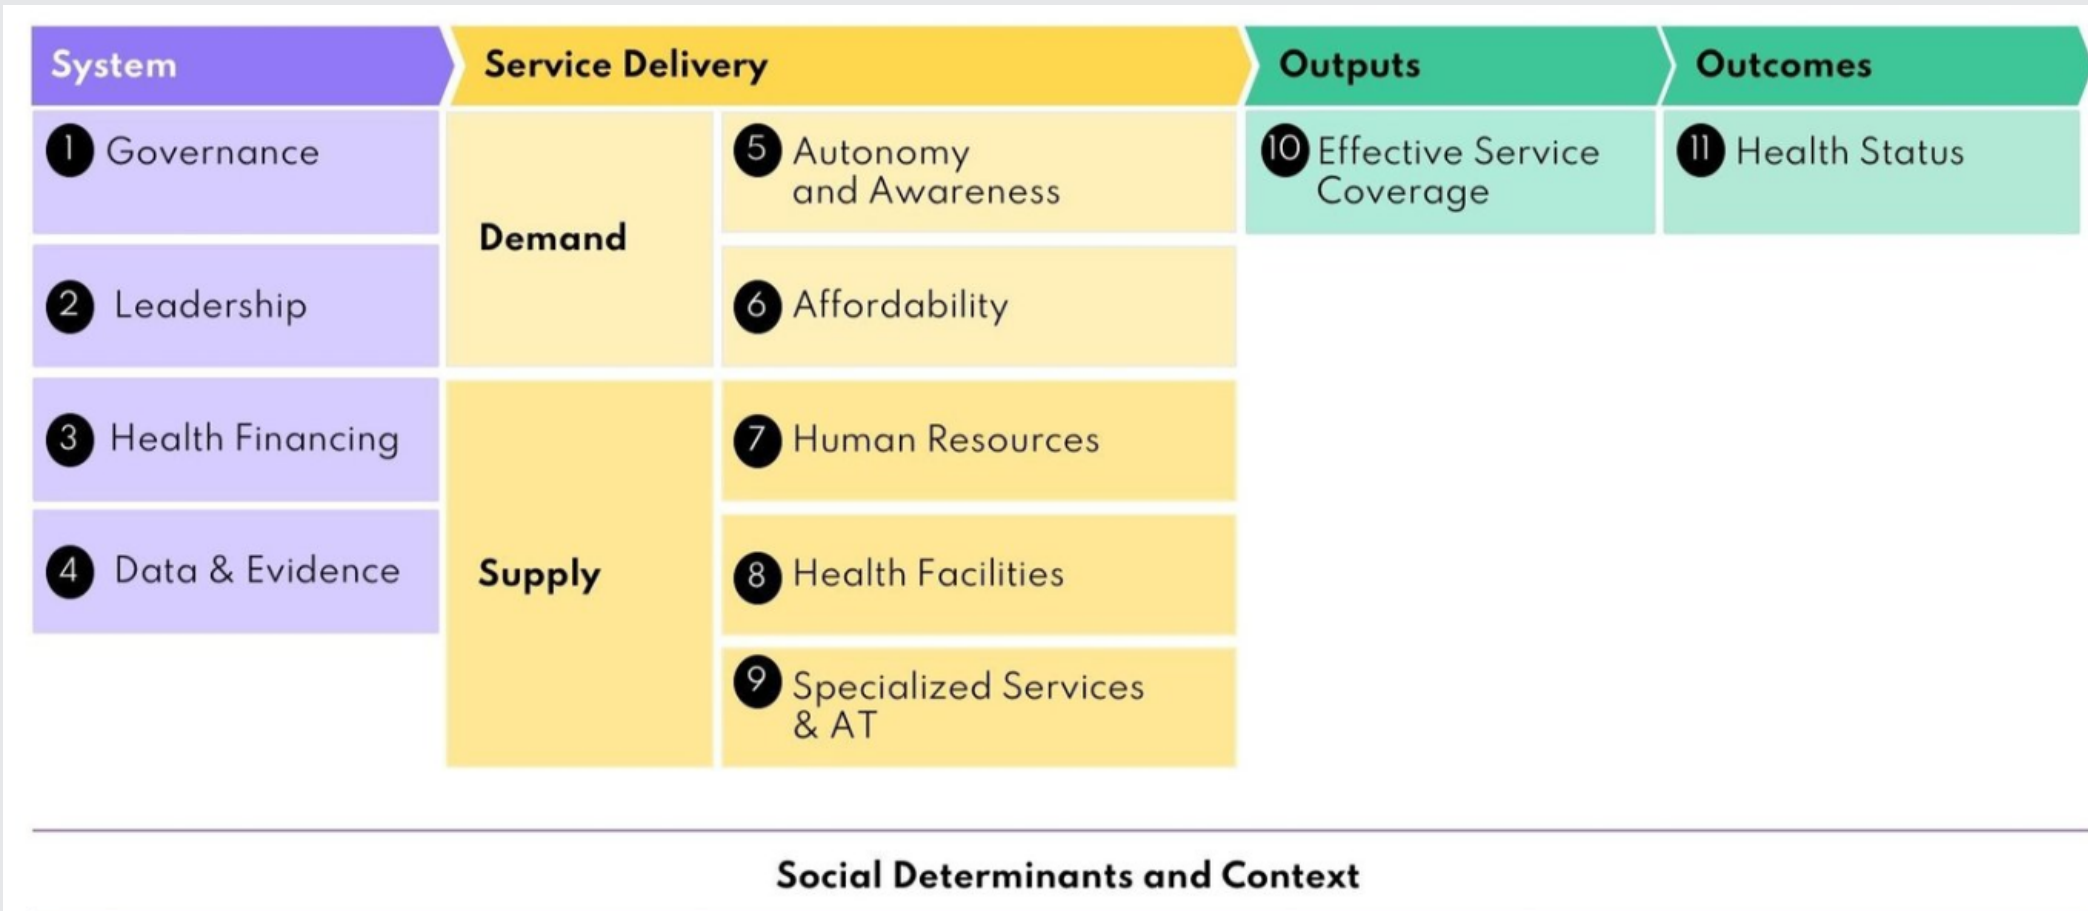 System
Service Delivery
Outputs
Outcomes
1 Governance
2 Leadership
3 Health Financing
4 Data & Evidence
Demand
5 Autonomy
and Awareness
6 Affordability
Supply
7 Human Resources
8 Health Facilities
9 Specialized Services
& AT
10 Effective Service
Coverage
11 Health Status
Social Determinants and Context